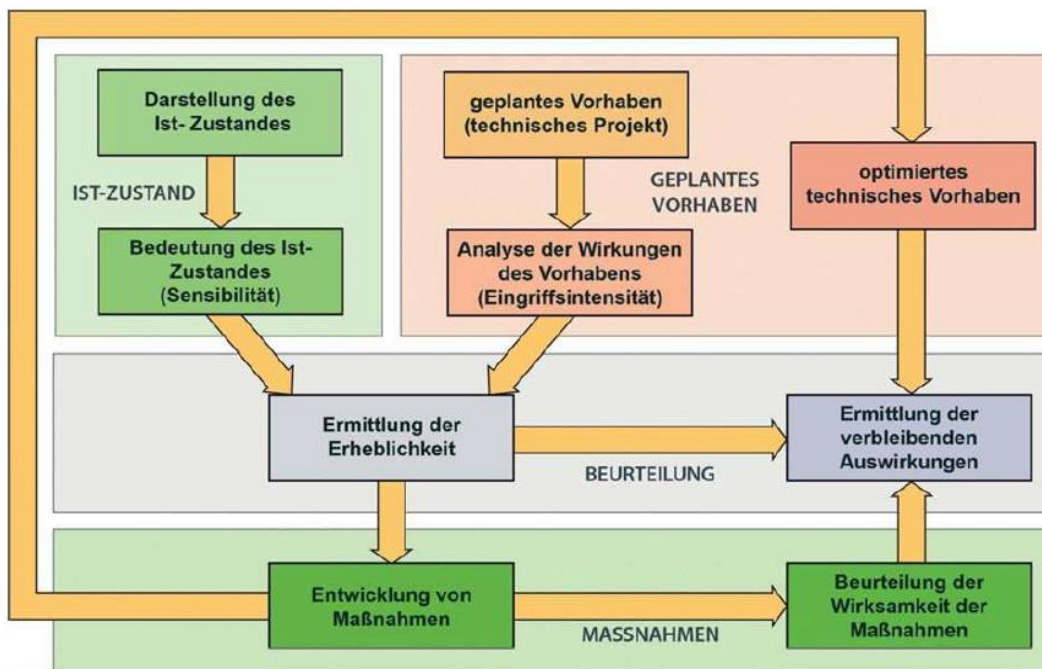 Darstellung des
Ist- Zustandes
IST-ZUSTAND
Bedeutung des Ist-
Zustandes
(Sensibilität)
geplantes Vorhaben
(technisches Projekt)
GEPLANTES
VORHABEN
Analyse der Wirkungen
des Vorhabens
(Eingriffsintensität)
optimiertes
technisches Vorhaben
Ermittlung der
Erheblichkeit
BEURTEILUNG
Ermittlung der
verbleibenden
Auswirkungen
Entwicklung von
Maßnahmen
MASSNAHMEN
Beurteilung der
Wirksamkeit der
Maßnahmen